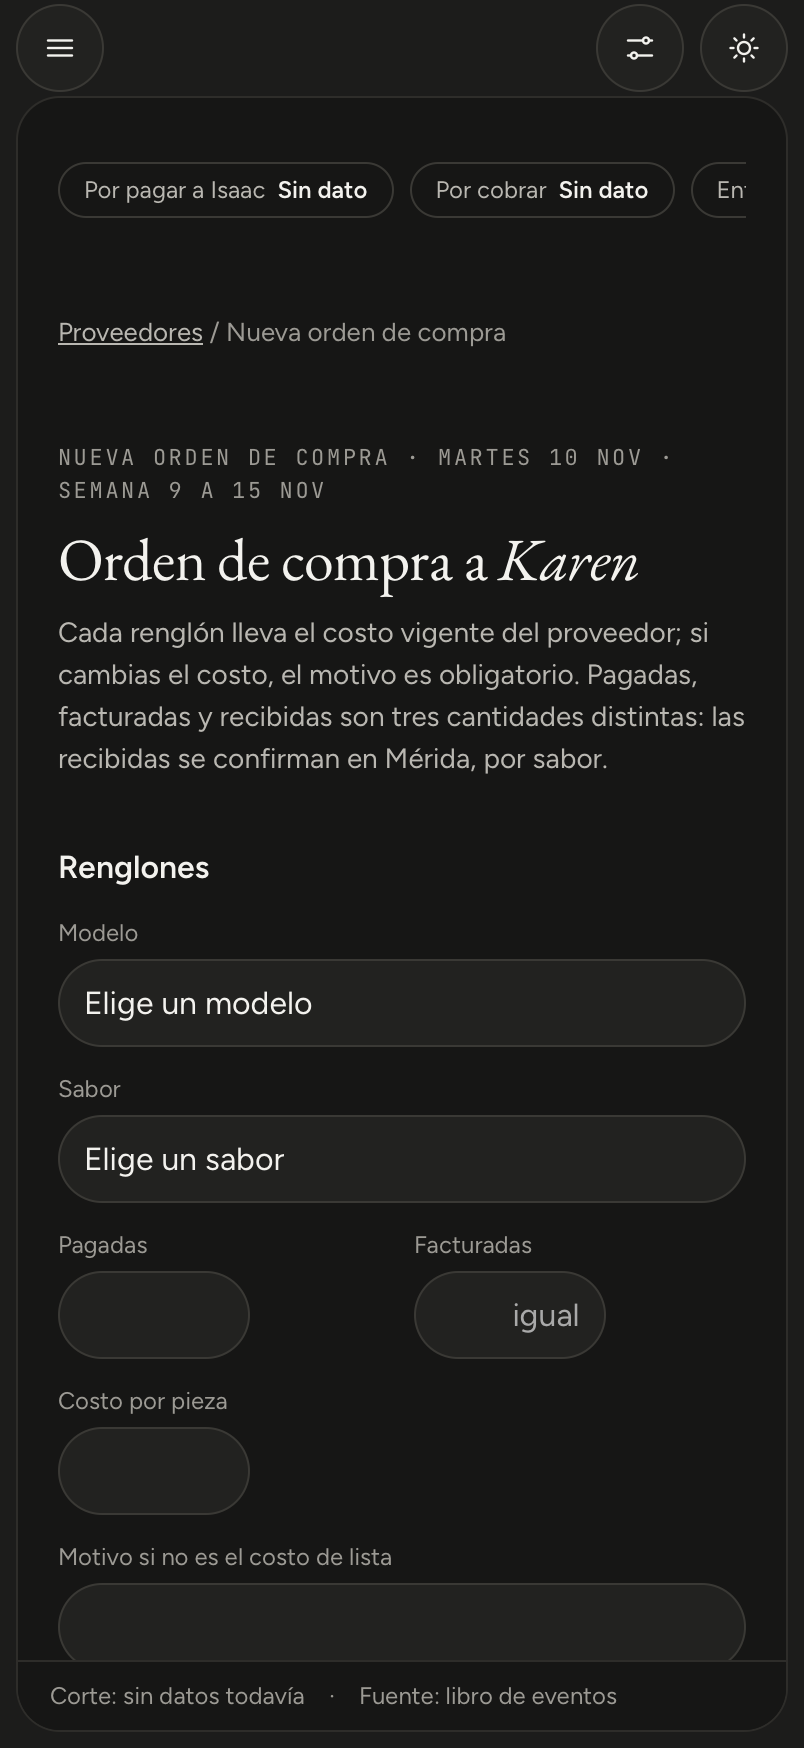 Por pagar a Isaac Sin dato
Por cobrar Sin dato
Proveedores / Nueva orden de compra
NUEVA ORDEN DE COMPRA · MARTES 10 NOV ·
SEMANA 9 A 15 NOV
Orden de compra a Karen
Cada renglón lleva el costo vigente del proveedor; si
cambias el costo, el motivo es obligatorio. Pagadas,
facturadas y recibidas son tres cantidades distintas: las
recibidas se confirman en Mérida, por sabor.
Renglones
Modelo
Elige un modelo
Sabor
Elige un sabor
Pagadas
Facturadas
igual
Costo por pieza
Motivo si no es el costo de lista
Corte: sin datos todavía · Fuente: libro de eventos